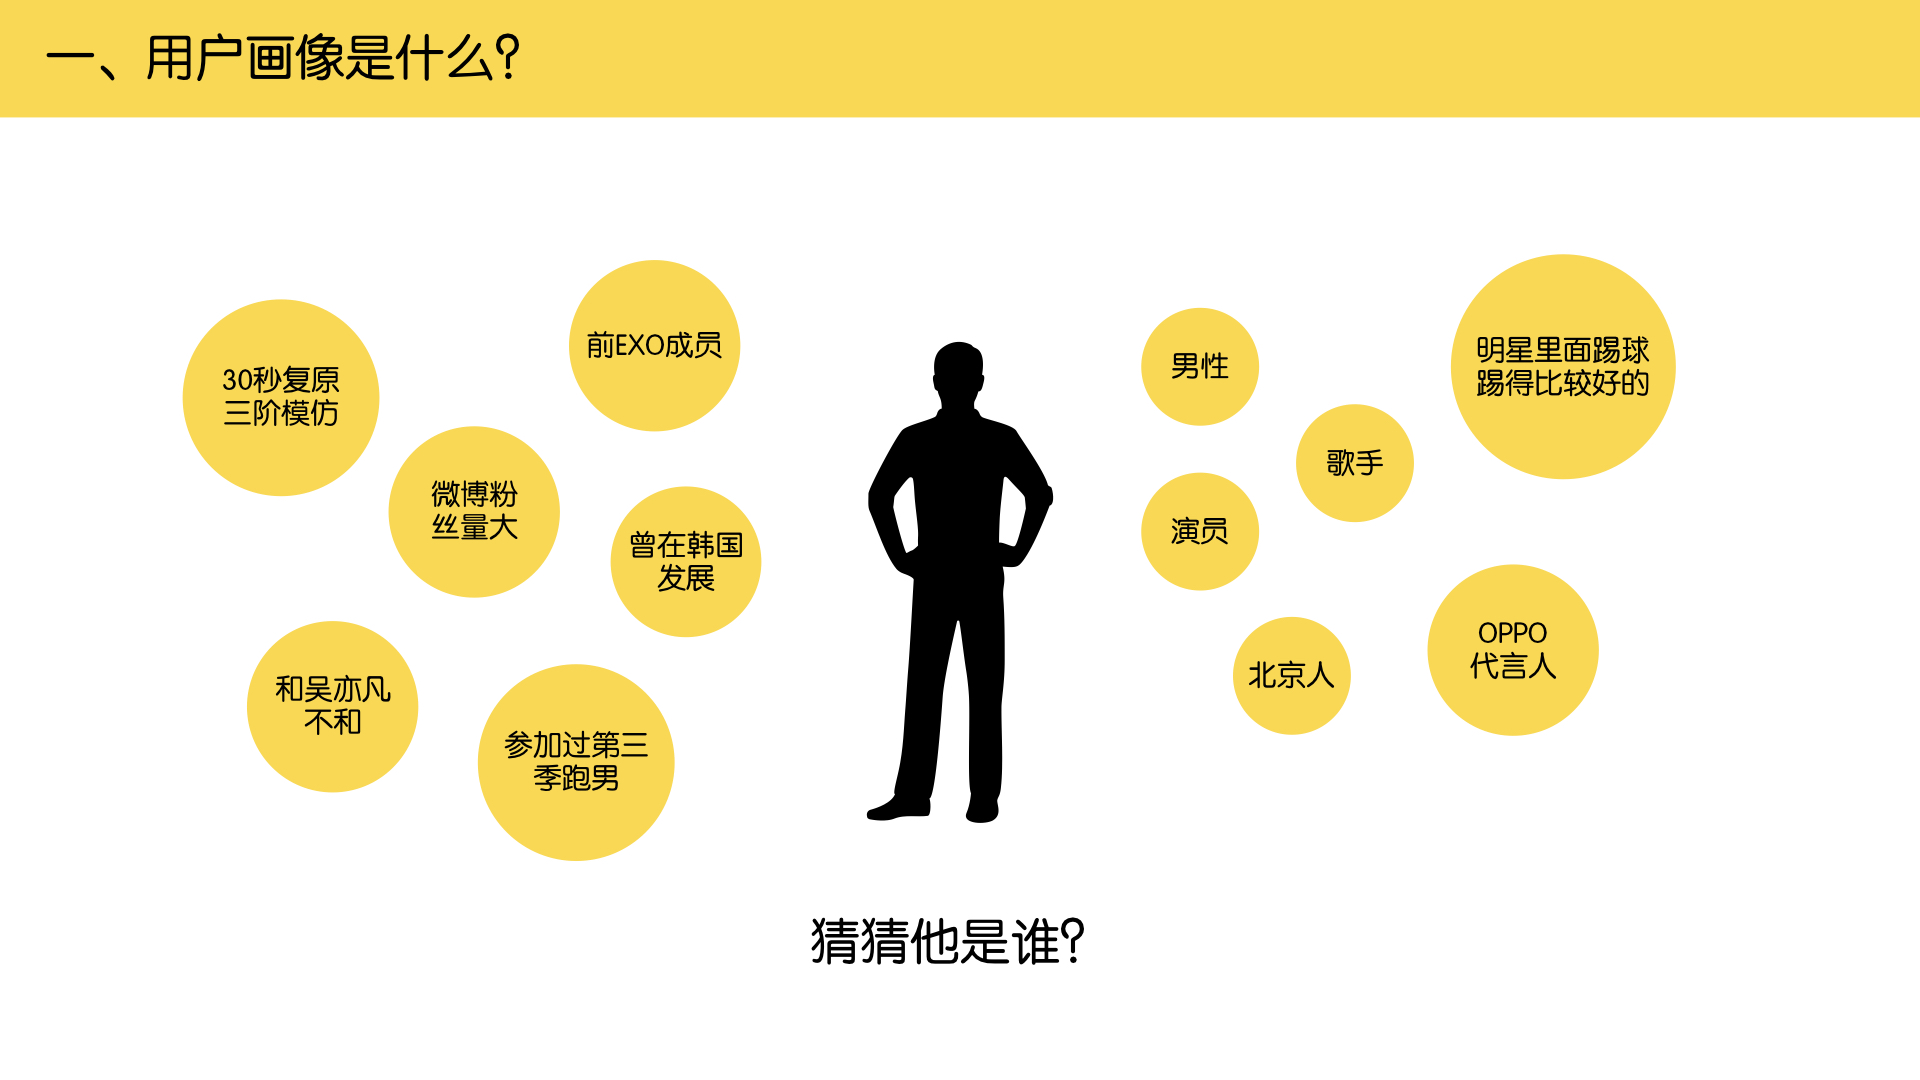 一、用户画像是什么?
30秒复原
三阶模仿
前EXO成员
微博粉
丝量大
曾在韩国
发展
和吴亦凡
不和
参加过第三
季跑男
男性
明星里面踢球
踢得比较好的
歌手
演员
北京人
OPPO
代言人
猜猜他是谁?